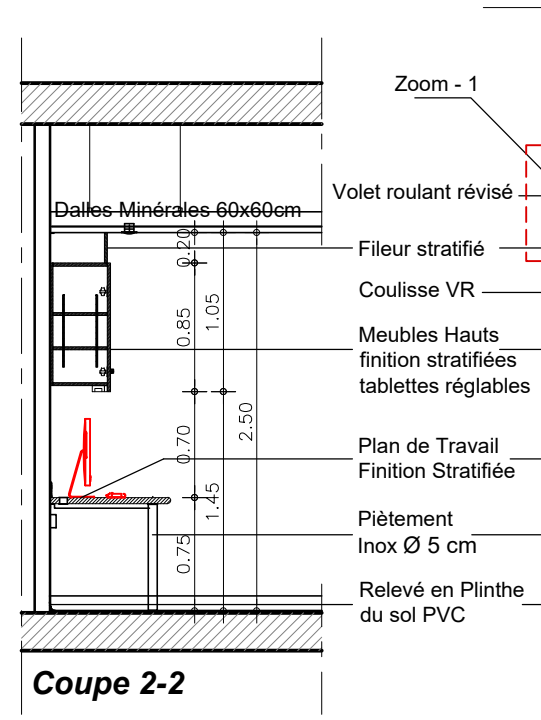 Zoom - 1
Volet roulant révisé
Dalles Minérales 60x60cm
Fileur stratifié
Coulisse VR
Meubles Hauts
finition stratifiées
tablettes réglables
Plan de Travail
Finition Stratifiée
Piètement
Inox Ø 5 cm
Relevé en Plinthe
du sol PVC
0.20
0.85
1.05
2.50
0.70
1.45
0.75
Coupe 2-2